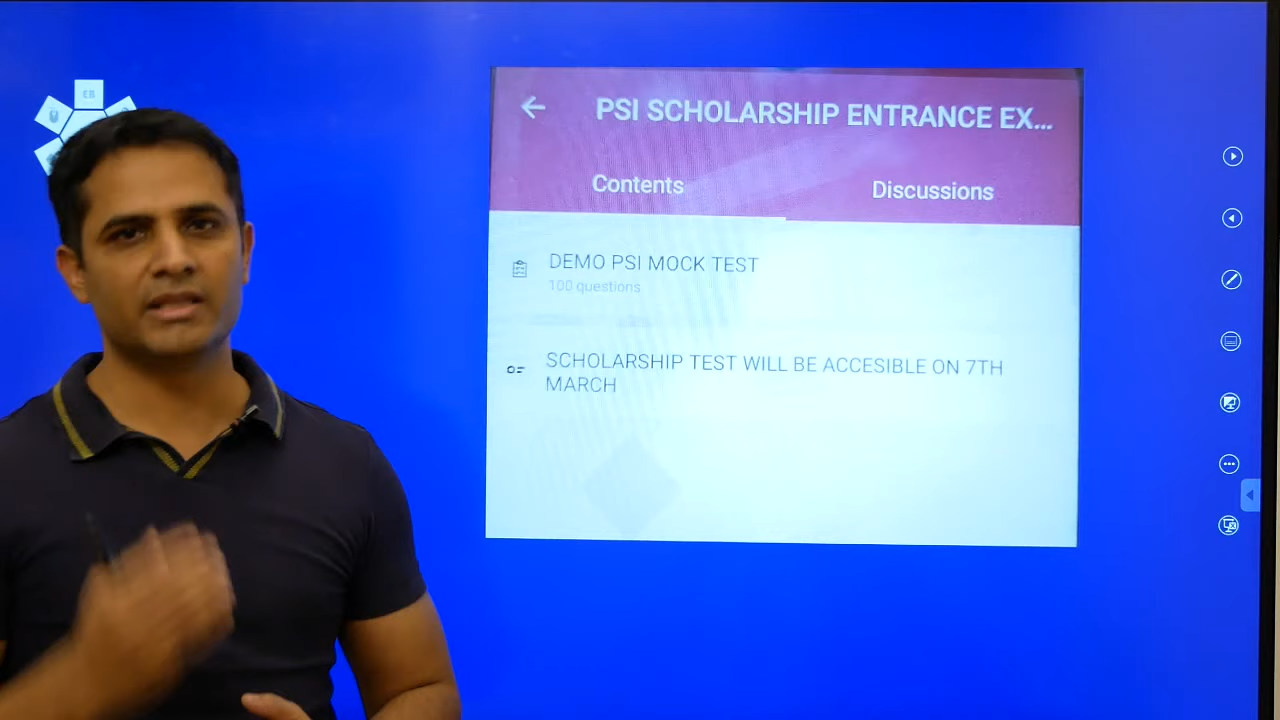 EB
PSI SCHOLARSHIP ENTRANCE EX...
Contents
Discussions
DEMO PSI MOCK TEST
100 questions
SCHOLARSHIP TEST WILL BE ACCESIBLE ON 7TH
MARCH